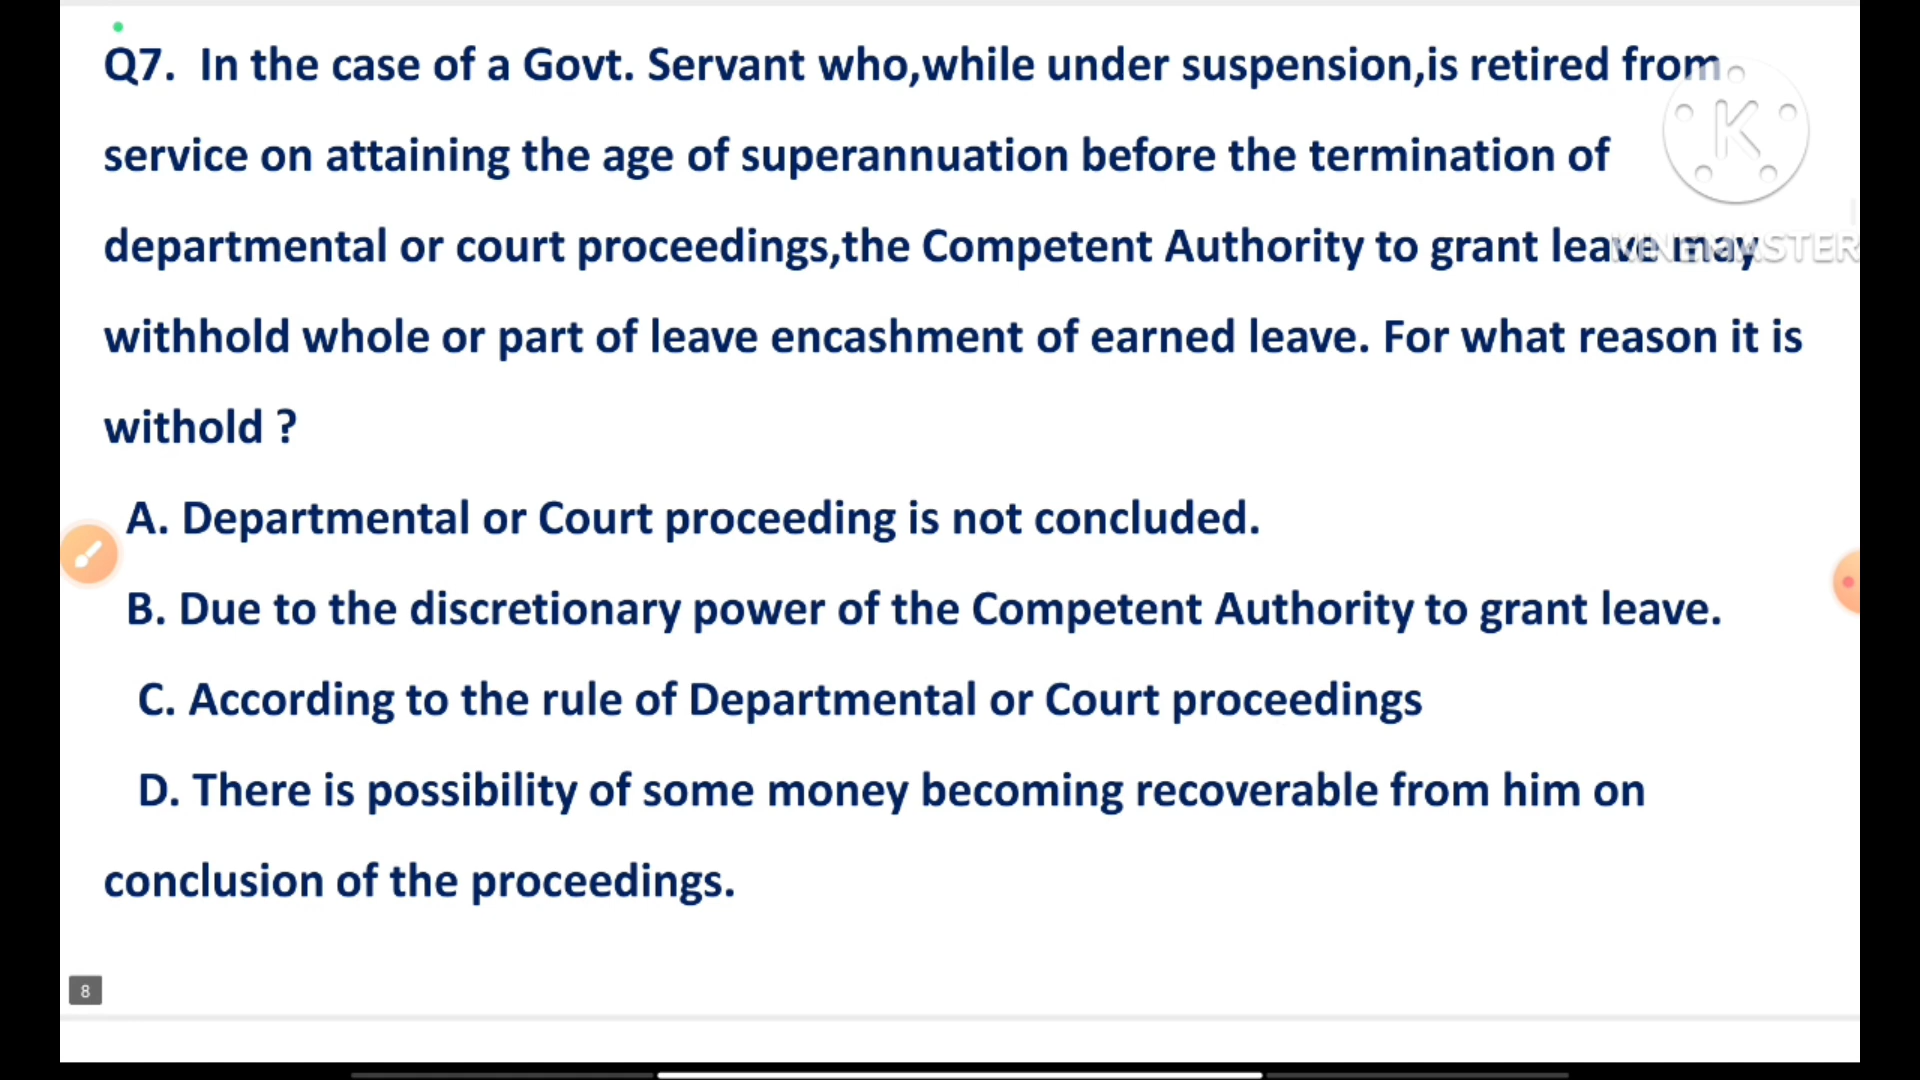 Q7. In the case of a Govt. Servant who,while under suspension,is retired from
service on attaining the age of superannuation before the termination of
departmental or court proceedings,the Competent Authority to grant leave may
withhold whole or part of leave encashment of earned leave. For what reason it is
withold ?
A. Departmental or Court proceeding is not concluded.
B. Due to the discretionary power of the Competent Authority to grant leave.
C. According to the rule of Departmental or Court proceedings
D. There is possibility of some money becoming recoverable from him on
conclusion of the proceedings.
8
K
KINEMASTER